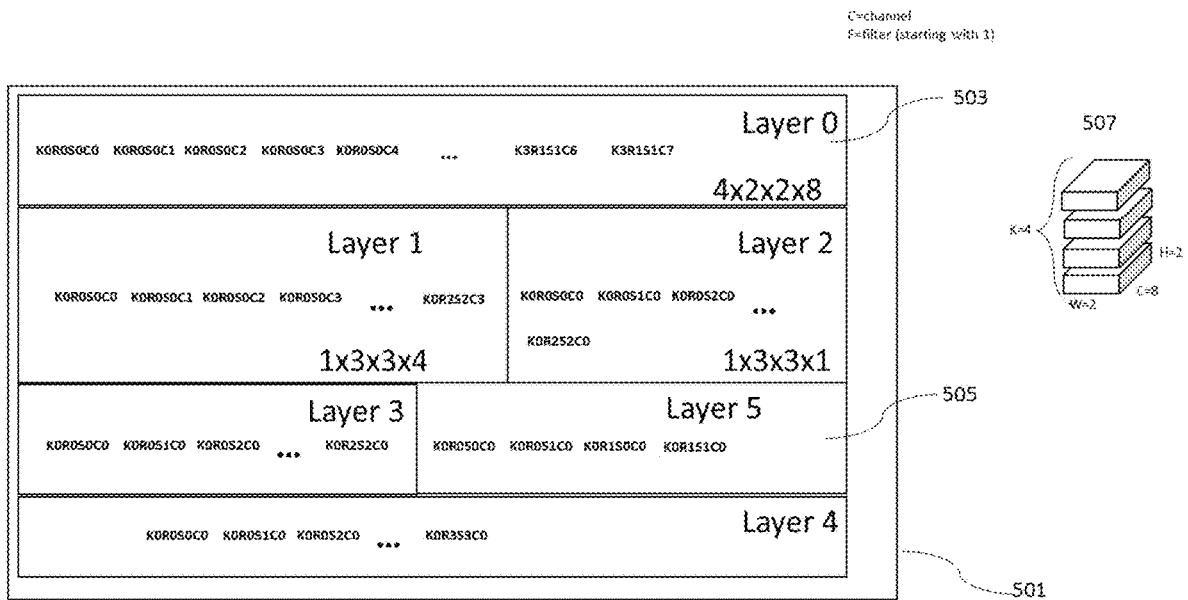 C=channel
F=filter (starting with 1)
503
Layer 0
K0R0S0C0 K0R0S0C1 K0R0S0C2 K0R0S0C3 K0R0S0C4 ... K3R1S1C6 K3R1S1C7
4x2x2x8
507
K=4
H=2
C=8
W=2
Layer 1
K0R0S0C0 K0R0S0C1 K0R0S0C2 K0R0S0C3 ... K0R2S2C3
1x3x3x4
Layer 2
K0R0S0C0 K0R0S1C0 K0R0S2C0 ...
K0R2S2C0
1x3x3x1
Layer 3
K0R0S0C0 K0R0S1C0 K0R0S2C0 ... K0R2S2C0
Layer 5
K0R0S0C0 K0R0S1C0 K0R1S0C0 K0R1S1C0
505
Layer 4
K0R0S0C0 K0R0S1C0 K0R0S2C0 ... K0R3S3C0
501